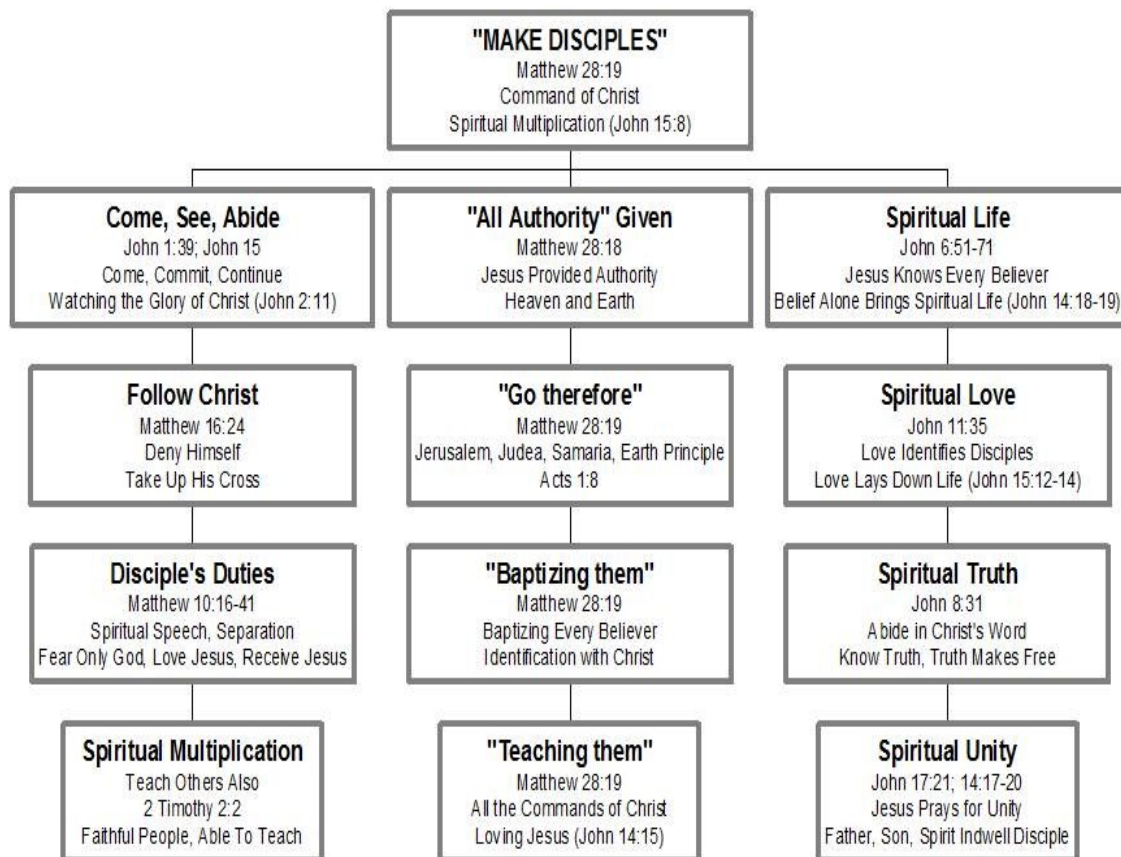 "MAKE DISCIPLES"
Matthew 28:19
Command of Christ
Spiritual Multiplication (John 15:8)
Come, See, Abide
John 1:39; John 15
Come, Commit, Continue
Watching the Glory of Christ (John 2:11)
Follow Christ
Matthew 16:24
Deny Himself
Take Up His Cross
Disciple's Duties
Matthew 10:16-41
Spiritual Speech, Separation
Fear Only God, Love Jesus, Receive Jesus
Spiritual Multiplication
Teach Others Also
2 Timothy 2:2
Faithful People, Able To Teach
"All Authority" Given
Matthew 28:18
Jesus Provided Authority
Heaven and Earth
"Go therefore"
Matthew 28:19
Jerusalem, Judea, Samaria, Earth Principle
Acts 1:8
"Baptizing them"
Matthew 28:19
Baptizing Every Believer
Identification with Christ
"Teaching them"
Matthew 28:19
All the Commands of Christ
Loving Jesus (John 14:15)
Spiritual Life
John 6:51-71
Jesus Knows Every Believer
Belief Alone Brings Spiritual Life (John 14:18-19)
Spiritual Love
John 11:35
Love Identifies Disciples
Love Lays Down Life (John 15:12-14)
Spiritual Truth
John 8:31
Abide in Christ's Word
Know Truth, Truth Makes Free
Spiritual Unity
John 17:21; 14:17-20
Jesus Prays for Unity
Father, Son, Spirit Indwell Disciple